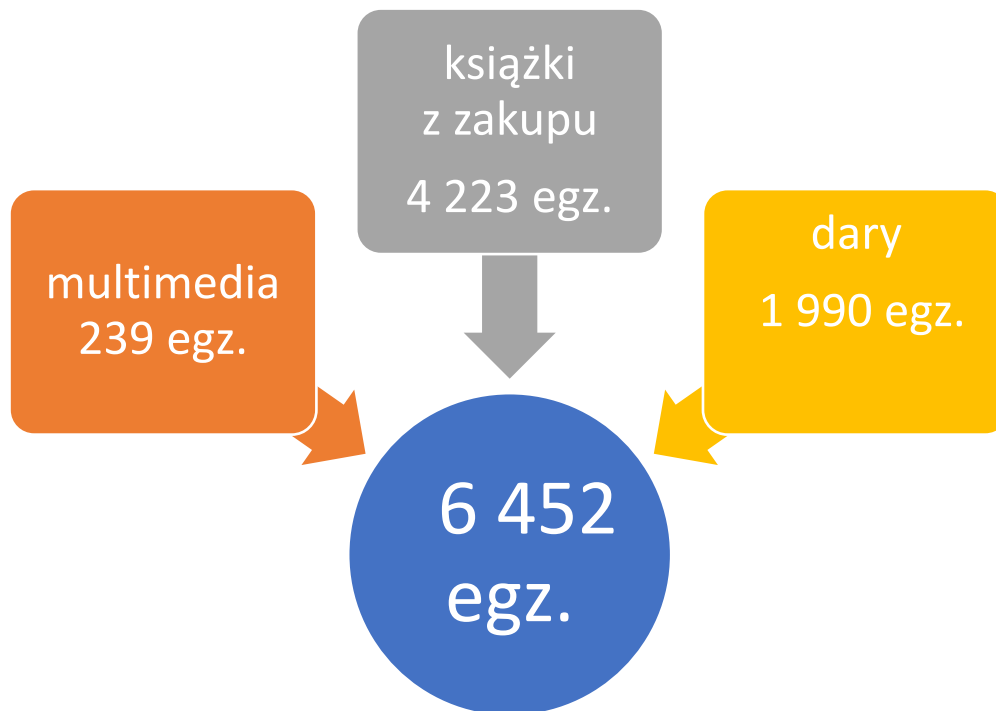 książki
z zakupu
4 223 egz.
multimedia
239 egz.
dary
1 990 egz.
6 452
egz.